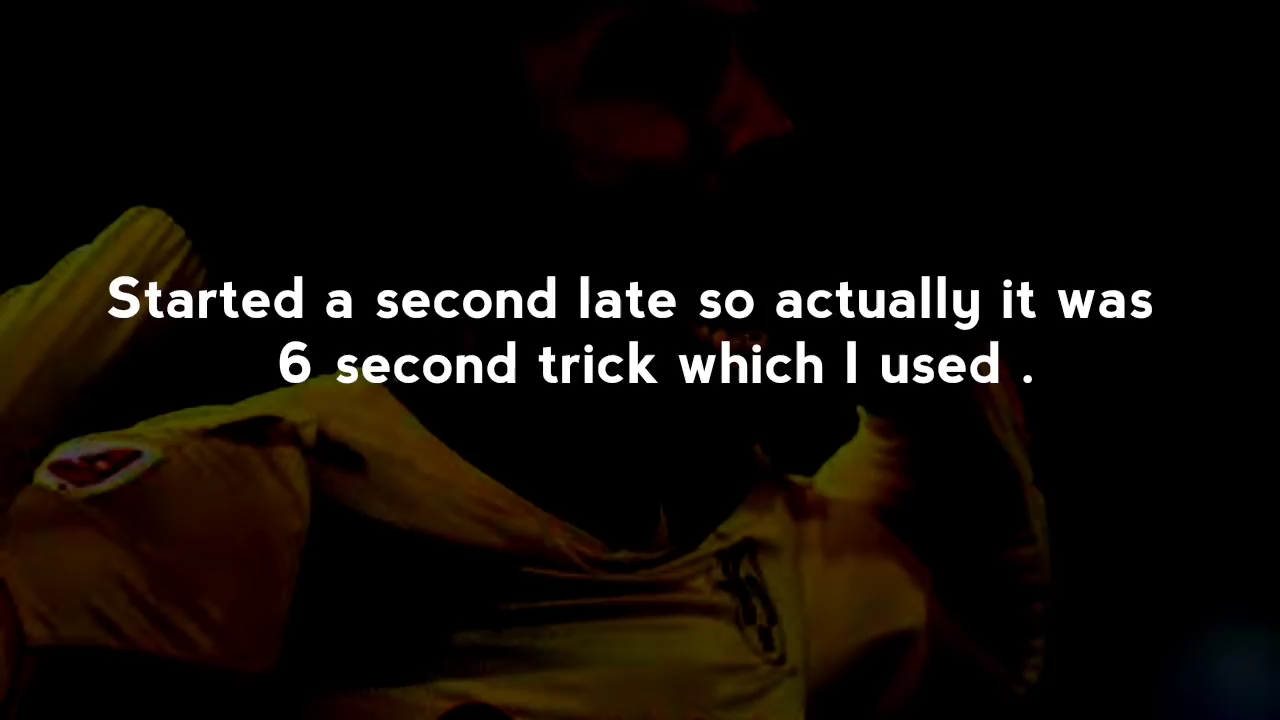 Started a second late so actually it was
6 second trick which I used .